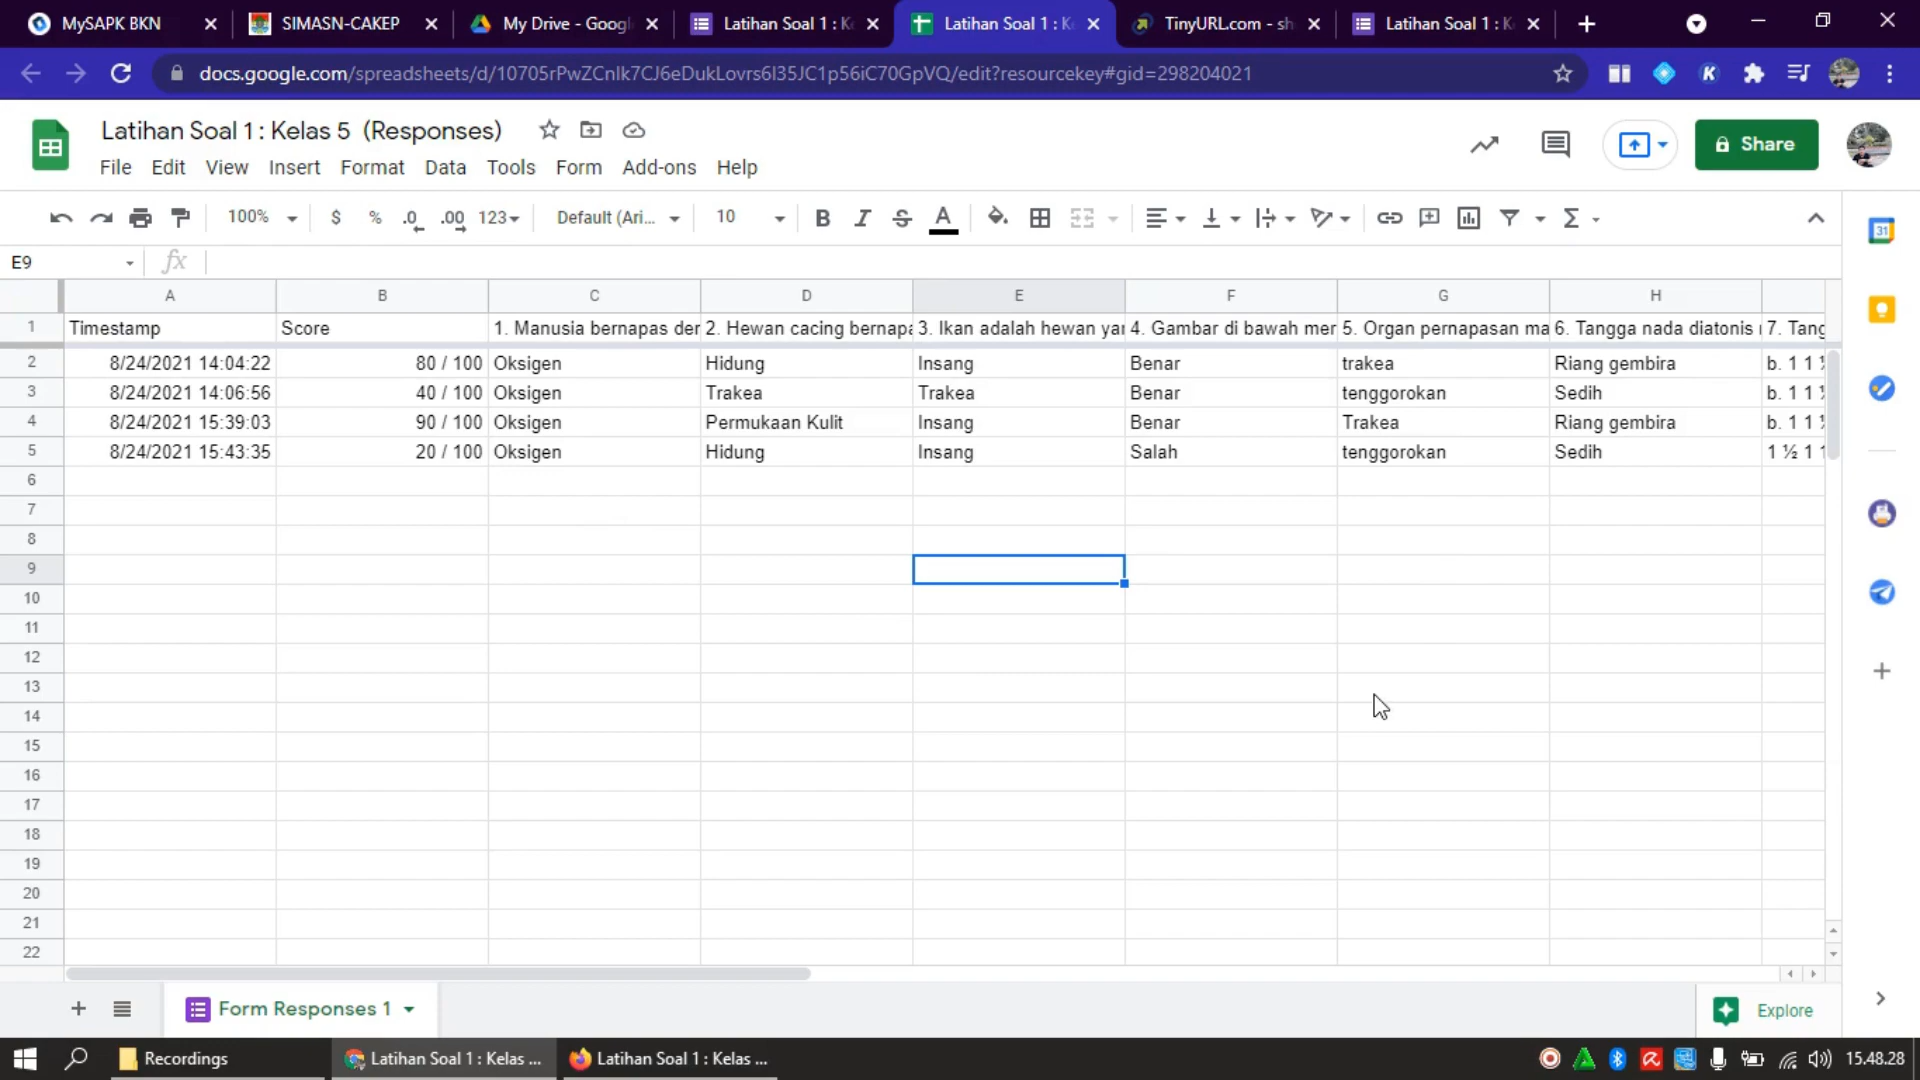 MySAPK BKN
SIMASN-CAKEP
My Drive - Googl
Latihan Soal 1 : Ke
Latihan Soal 1 : Ke
TinyURL.com - sh
Latihan Soal 1 : K
docs.google.com/spreadsheets/d/10705rPwZCnIk7CJ6eDukLovrs6I35JC1p56iC70GpVQ/edit?resourcekey#gid=298204021
Latihan Soal 1 : Kelas 5 (Responses)
Share
File Edit View Insert Format Data Tools Form Add-ons Help
100% $ % .0 .00 123 Default (Ari... 10 B I S A Σ
31
E9 fx
A B C D E F G H
1 Timestamp Score 1. Manusia bernapas der 2. Hewan cacing bernapa 3. Ikan adalah hewan yar 4. Gambar di bawah mer 5. Organ pernapasan ma 6. Tangga nada diatonis 7. Tang
2 8/24/2021 14:04:22 80 / 100 Oksigen Hidung Insang Benar trakea Riang gembira b. 1 1 ½
3 8/24/2021 14:06:56 40 / 100 Oksigen Trakea Trakea Benar tenggorokan Sedih b. 1 1 ½
4 8/24/2021 15:39:03 90 / 100 Oksigen Permukaan Kulit Insang Benar Trakea Riang gembira b. 1 1 ½
5 8/24/2021 15:43:35 20 / 100 Oksigen Hidung Insang Salah tenggorokan Sedih 1 ½ 1 1
6
7
8
9
10
11
12
13
14
15
16
17
18
19
20
21
22
Form Responses 1
Explore
Recordings
Latihan Soal 1 : Kelas ...
Latihan Soal 1 : Kelas ...
15.48.28